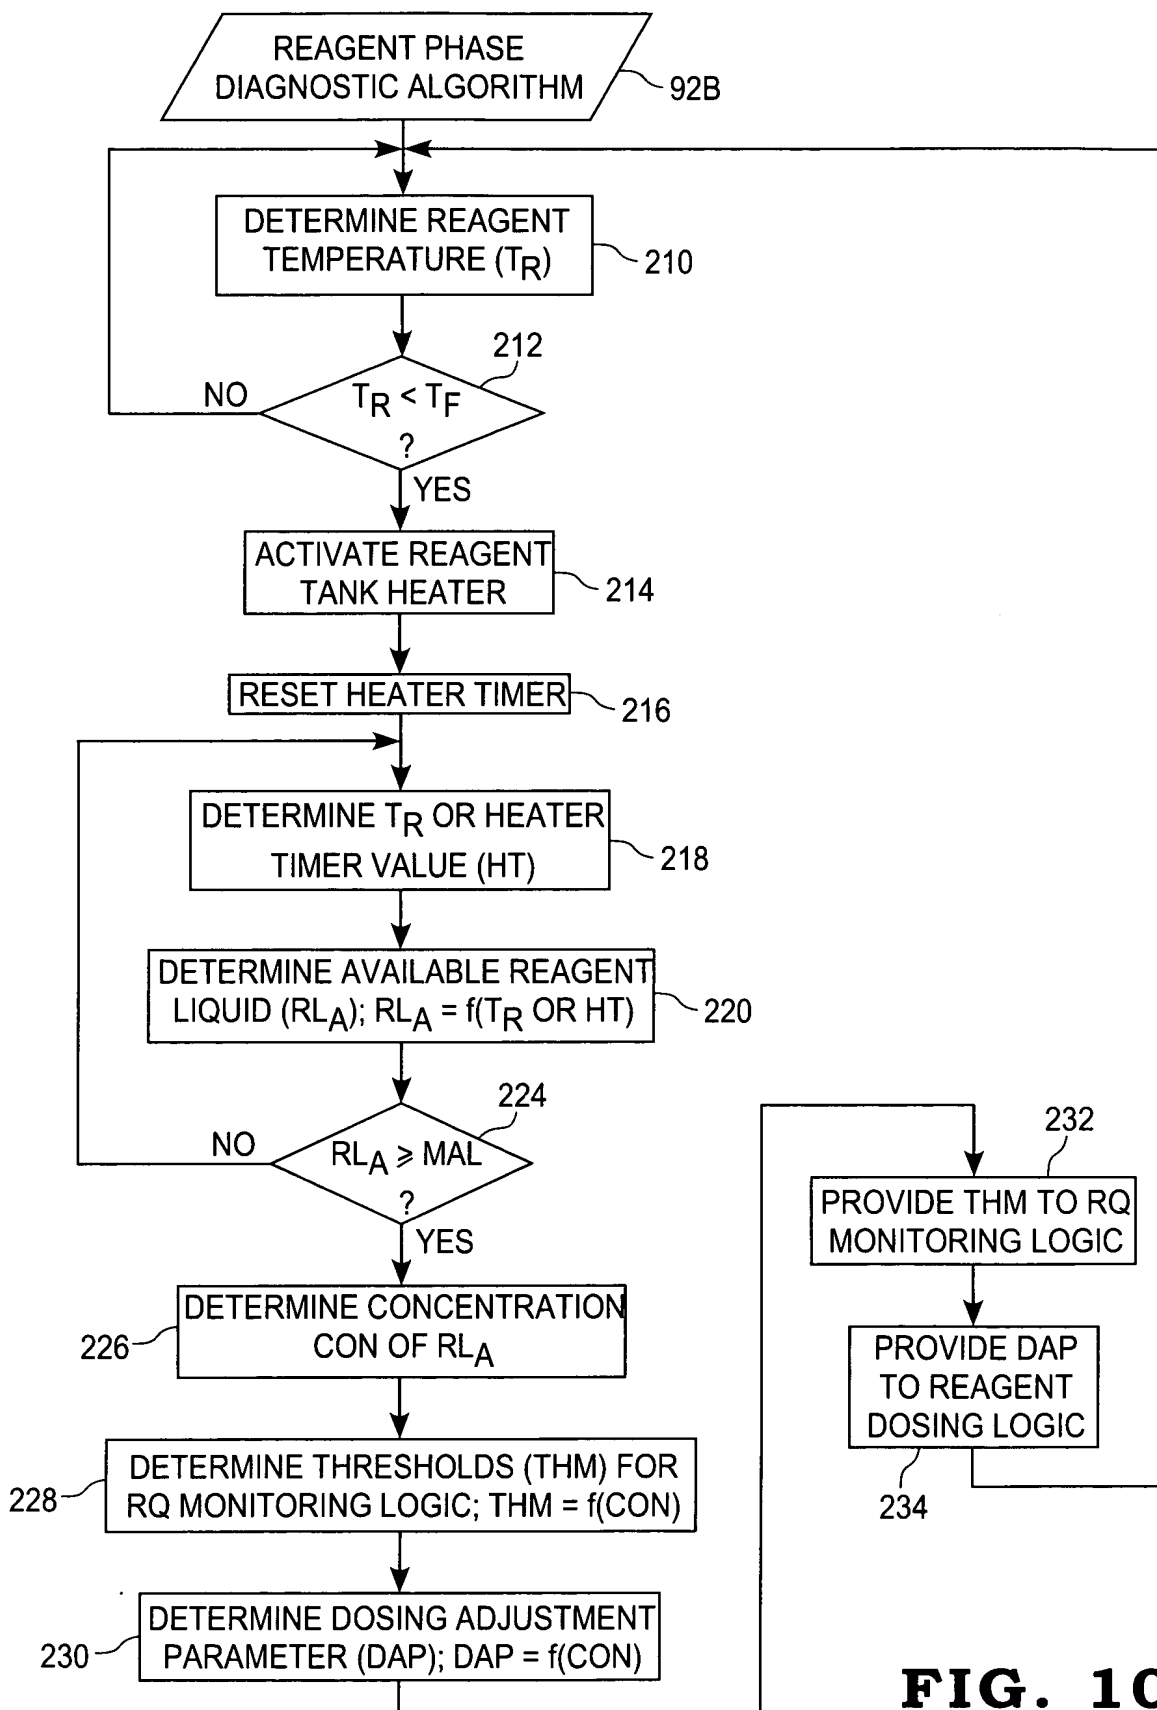 REAGENT PHASE
DIAGNOSTIC ALGORITHM
92B
DETERMINE REAGENT
TEMPERATURE (TR)
210
212
TR < TF
?
NO
YES
ACTIVATE REAGENT
TANK HEATER
214
RESET HEATER TIMER
216
DETERMINE TR OR HEATER
TIMER VALUE (HT)
218
DETERMINE AVAILABLE REAGENT
LIQUID (RLA); RLA = f(TR OR HT)
220
224
RLA ⩾ MAL
?
NO
YES
DETERMINE CONCENTRATION
CON OF RLA
226
DETERMINE THRESHOLDS (THM) FOR
RQ MONITORING LOGIC; THM = f(CON)
228
DETERMINE DOSING ADJUSTMENT
PARAMETER (DAP); DAP = f(CON)
230
232
PROVIDE THM TO RQ
MONITORING LOGIC
PROVIDE DAP
TO REAGENT
DOSING LOGIC
234
FIG. 10